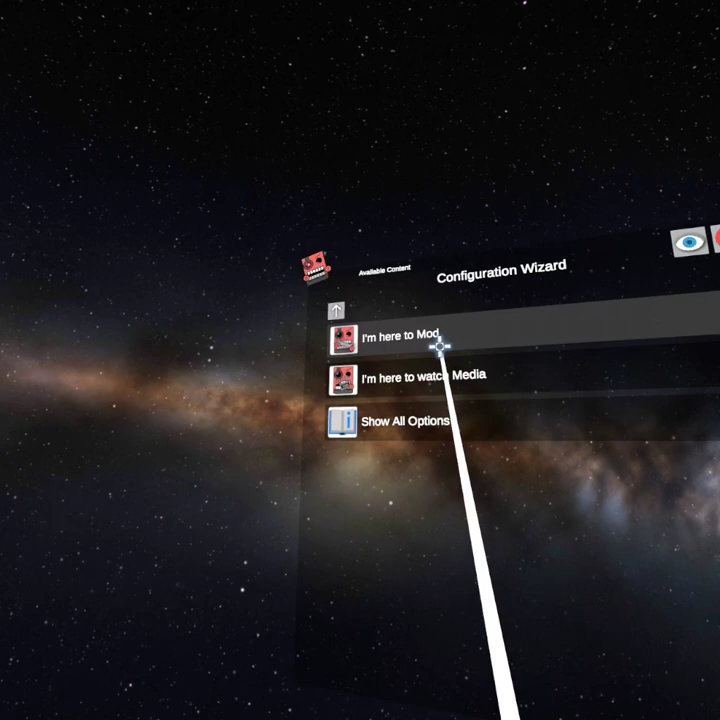 Available Content
Configuration Wizard
I'm here to Mod
I'm here to watch Media
Show All Options